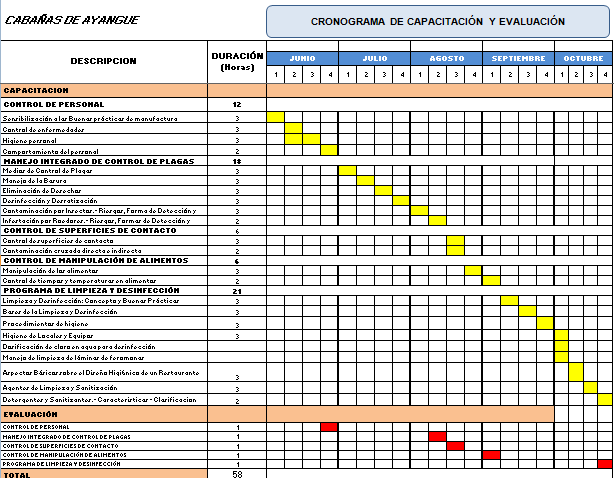 CABAÑAS DE AYANGUE
CRONOGRAMA DE CAPACITACIÓN Y EVALUACIÓN
DESCRIPCION DURACIÓN (Horas) JUNIO JULIO AGOSTO SEPTIEMBRE OCTUBRE
1 2 3 4 1 2 3 4 1 2 3 4 1 2 3 4 1 2 3 4
CAPACITACION
CONTROL DE PERSONAL 12
Sensibilización a las Buenas prácticas de manufactura 3
Control de enfermedades 3
Higiene personal 3
Comportamiento del personal 2
MANEJO INTEGRADO DE CONTROL DE PLAGAS 18
Medias de Control de Plagas 3
Manejo de la Basura 3
Eliminación de Desechos 3
Desinfección y Derratización 3
Contaminación por Insectos.- Riesgos, Forma de Detección y 3
Infestación por Roedores.- Riesgos, Formas de Detección y 2
CONTROL DE SUPERFICIES DE CONTACTO 6
Control de superficies de contacto 3
Contaminación cruzada directa e indirecta 2
CONTROL DE MANIPULACIÓN DE ALIMENTOS 6
Manipulación de los alimentos 3
Control de tiempos y temperaturas en alimentos 2
PROGRAMA DE LIMPIEZA Y DESINFECCIÓN 21
Limpieza y Desinfección: Concepto y Buenas Prácticas 3
Bases de la Limpieza y Desinfección 3
Procedimientos de higiene 3
Higiene de Locales y Equipos 3
Dosificación de cloro en agua para desinfección
Manejo de limpieza de láminas de foramanas
Aspectos Básicos sobre el Diseño Higiénico de un Restaurante 3
Agentes de Limpieza y Sanitización 3
Detergentes y Sanitizantes.- Características - Clarificacion 2
EVALUACIÓN
CONTROL DE PERSONAL 1
MANEJO INTEGRADO DE CONTROL DE PLAGAS 1
CONTROL DE SUPERFICIES DE CONTACTO 1
CONTROL DE MANIPULACIÓN DE ALIMENTOS 1
PROGRAMA DE LIMPIEZA Y DESINFECCIÓN 1
TOTAL 58